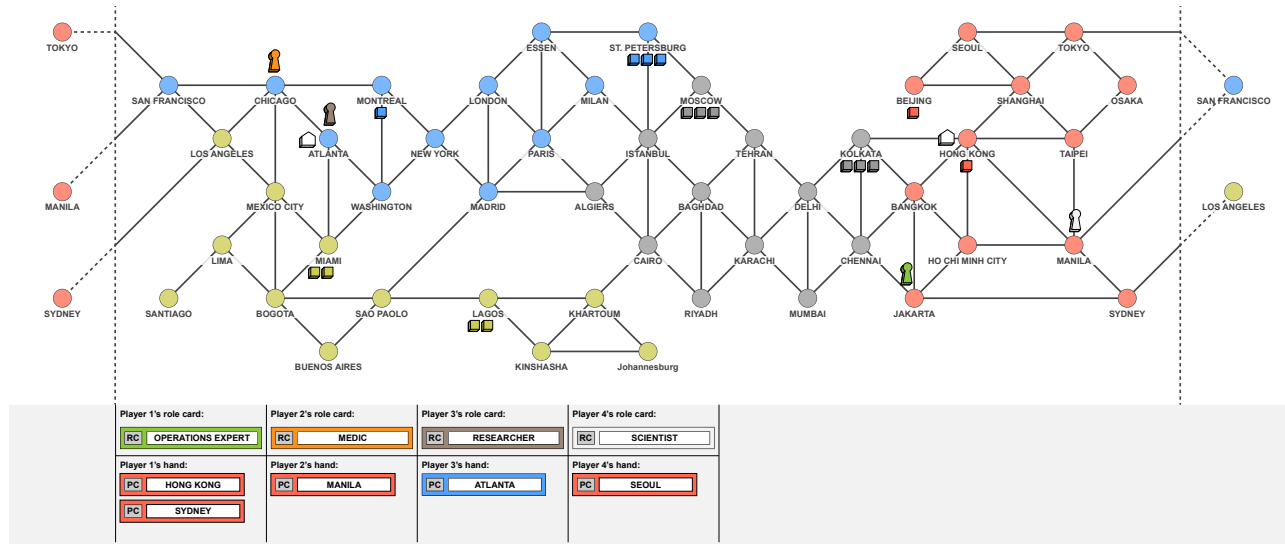 ESSEN
ST. PETERSBURG
SEOUL
TOKYO
TOKYO
SAN FRANCISCO
CHICAGO
MONTREAL
LONDON
MILAN
MOSCOW
BEIJING
SHANGHAI
OSAKA
SAN FRANCISCO
LOS ANGELES
ATLANTA
NEW YORK
PARIS
ISTANBUL
TEHRAN
KOLKATA
HONG KONG
TAIPEI
MANILA
MEXICO CITY
WASHINGTON
MADRID
ALGIERS
BAGHDAD
DELHI
BANGKOK
LOS ANGELES
LIMA
MIAMI
CAIRO
KARACHI
CHENNAI
HO CHI MINH CITY
MANILA
SYDNEY
SANTIAGO
BOGOTA
SAO PAOLO
LAGOS
KHARTOUM
RIYADH
MUMBAI
JAKARTA
SYDNEY
BUENOS AIRES
KINSHASHA
Johannesburg
Player 1's role card:
RC OPERATIONS EXPERT
Player 2's role card:
RC MEDIC
Player 3's role card:
RC RESEARCHER
Player 4's role card:
RC SCIENTIST
Player 1's hand:
PC HONG KONG
PC SYDNEY
Player 2's hand:
PC MANILA
Player 3's hand:
PC ATLANTA
Player 4's hand:
PC SEOUL